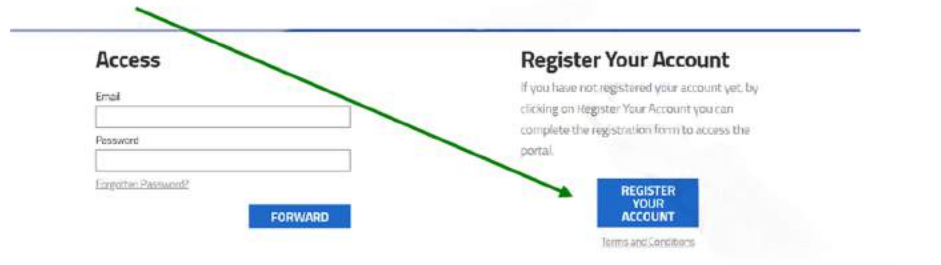 Access
Email
Password
Forgotten Password?
FORWARD
Register Your Account
If you have not registered your account yet, by
clicking on Register Your Account you can
complete the registration form to access the
portal.
REGISTER
YOUR
ACCOUNT
Terms and Conditions